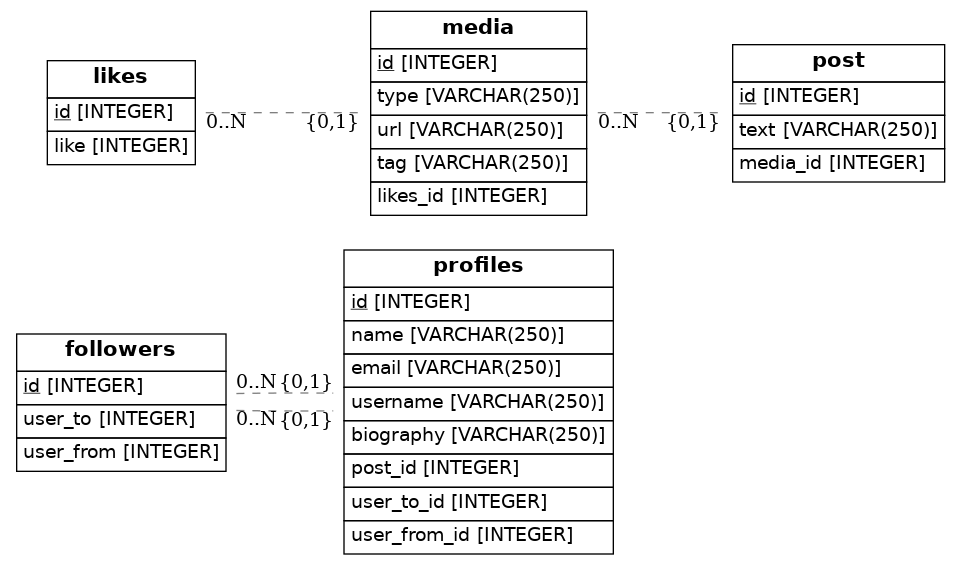 likes
id [INTEGER]
like [INTEGER]
0..N
{0,1}
media
id [INTEGER]
type [VARCHAR(250)]
url [VARCHAR(250)]
tag [VARCHAR(250)]
likes_id [INTEGER]
0..N
{0,1}
post
id [INTEGER]
text [VARCHAR(250)]
media_id [INTEGER]
followers
id [INTEGER]
user_to [INTEGER]
user_from [INTEGER]
0..N {0,1}
0..N {0,1}
profiles
id [INTEGER]
name [VARCHAR(250)]
email [VARCHAR(250)]
username [VARCHAR(250)]
biography [VARCHAR(250)]
post_id [INTEGER]
user_to_id [INTEGER]
user_from_id [INTEGER]